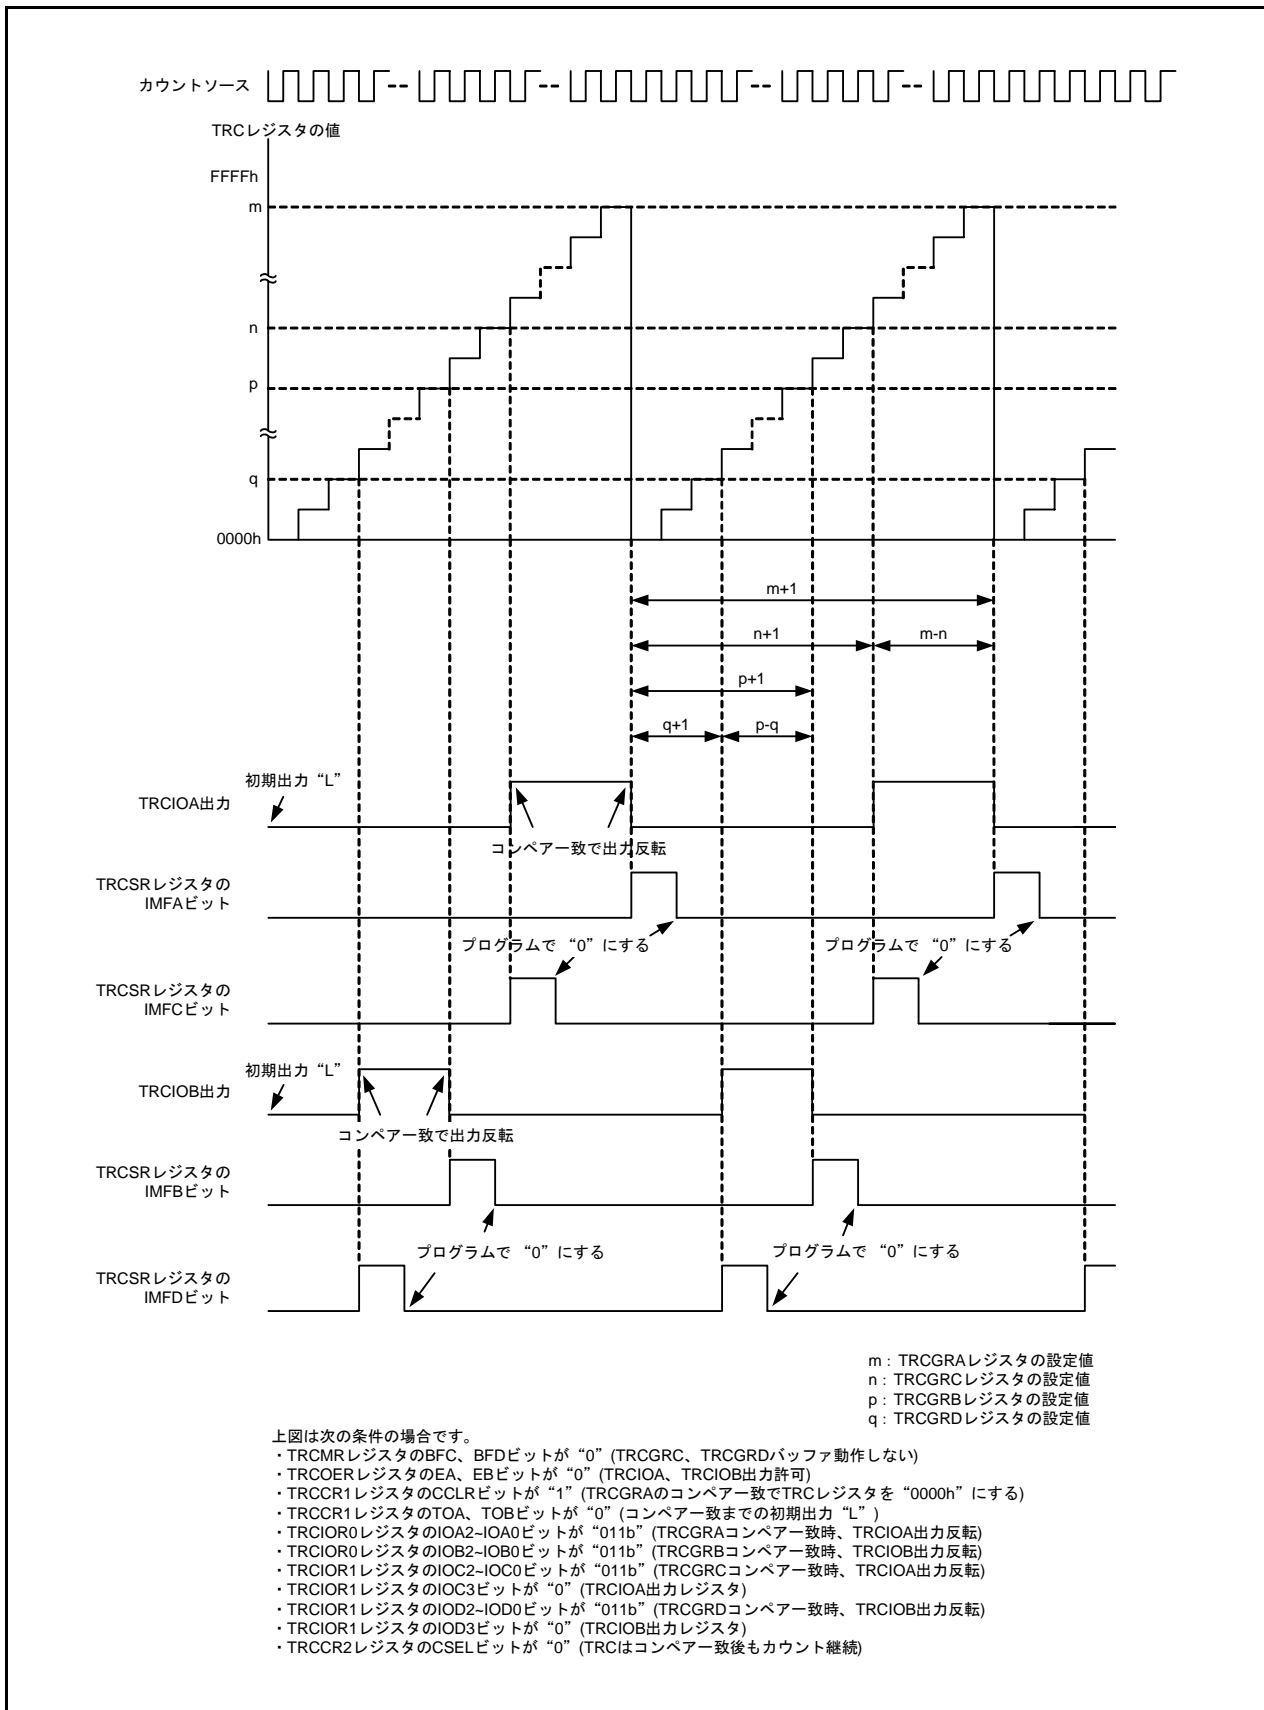 カウントソース
TRCレジスタの値
FFFFh
m
n
p
q
0000h
m+1
n+1
m-n
p+1
q+1
p-q
初期出力“L”
TRCIOA出力
コンペア一致で出力反転
TRCSRレジスタの
IMFAビット
プログラムで “0”にする
プログラムで “0”にする
TRCSRレジスタの
IMFCビット
初期出力“L”
TRCIOB出力
コンペア一致で出力反転
TRCSRレジスタの
IMFBビット
プログラムで “0”にする
プログラムで “0”にする
TRCSRレジスタの
IMFDビット
m : TRCGRAレジスタの設定値
n : TRCGRCレジスタの設定値
p : TRCGRBレジスタの設定値
q : TRCGRDレジスタの設定値
上図は次の条件の場合です。
・TRCMRレジスタのBFC、BFDビットが“0”(TRCGRC、TRCGRDバッファ動作しない)
・TRCOERレジスタのEA、EBビットが“0”(TRCIOA、TRCIOB出力許可)
・TRCCR1レジスタのCCLRビットが“1”(TRCGRAのコンペア一致でTRCレジスタを“0000h”にする)
・TRCCR1レジスタのTOA、TOBビットが“0”(コンペア一致までの初期出力“L”)
・TRCIOR0レジスタのIOA2~IOA0ビットが“011b”(TRCGRAコンペア一致時、TRCIOA出力反転)
・TRCIOR0レジスタのIOB2~IOB0ビットが“011b”(TRCGRBコンペア一致時、TRCIOB出力反転)
・TRCIOR1レジスタのIOC2~IOC0ビットが“011b”(TRCGRCコンペア一致時、TRCIOA出力反転)
・TRCIOR1レジスタのIOC3ビットが“0”(TRCIOA出力レジスタ)
・TRCIOR1レジスタのIOD2~IOD0ビットが“011b”(TRCGRDコンペア一致時、TRCIOB出力反転)
・TRCIOR1レジスタのIOD3ビットが“0”(TRCIOB出力レジスタ)
・TRCCR2レジスタのCSELビットが“0”(TRCはコンペア一致後もカウント継続)